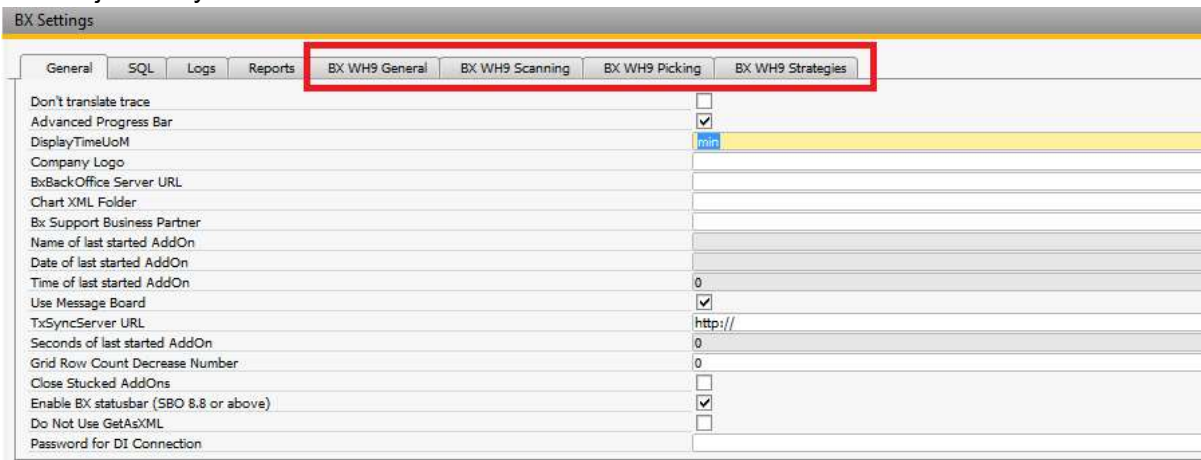 BX Settings
General SQL Logs Reports BX WH9 General BX WH9 Scanning BX WH9 Picking BX WH9 Strategies
Don't translate trace
Advanced Progress Bar
DisplayTimeUoM min
Company Logo
BxBackOffice Server URL
Chart XML Folder
Bx Support Business Partner
Name of last started AddOn
Date of last started AddOn
Time of last started AddOn 0
Use Message Board
TxSyncServer URL http://
Seconds of last started AddOn 0
Grid Row Count Decrease Number 0
Close Stucked AddOns
Enable BX statusbar (SBO 8.8 or above)
Do Not Use GetAsXML
Password for DI Connection